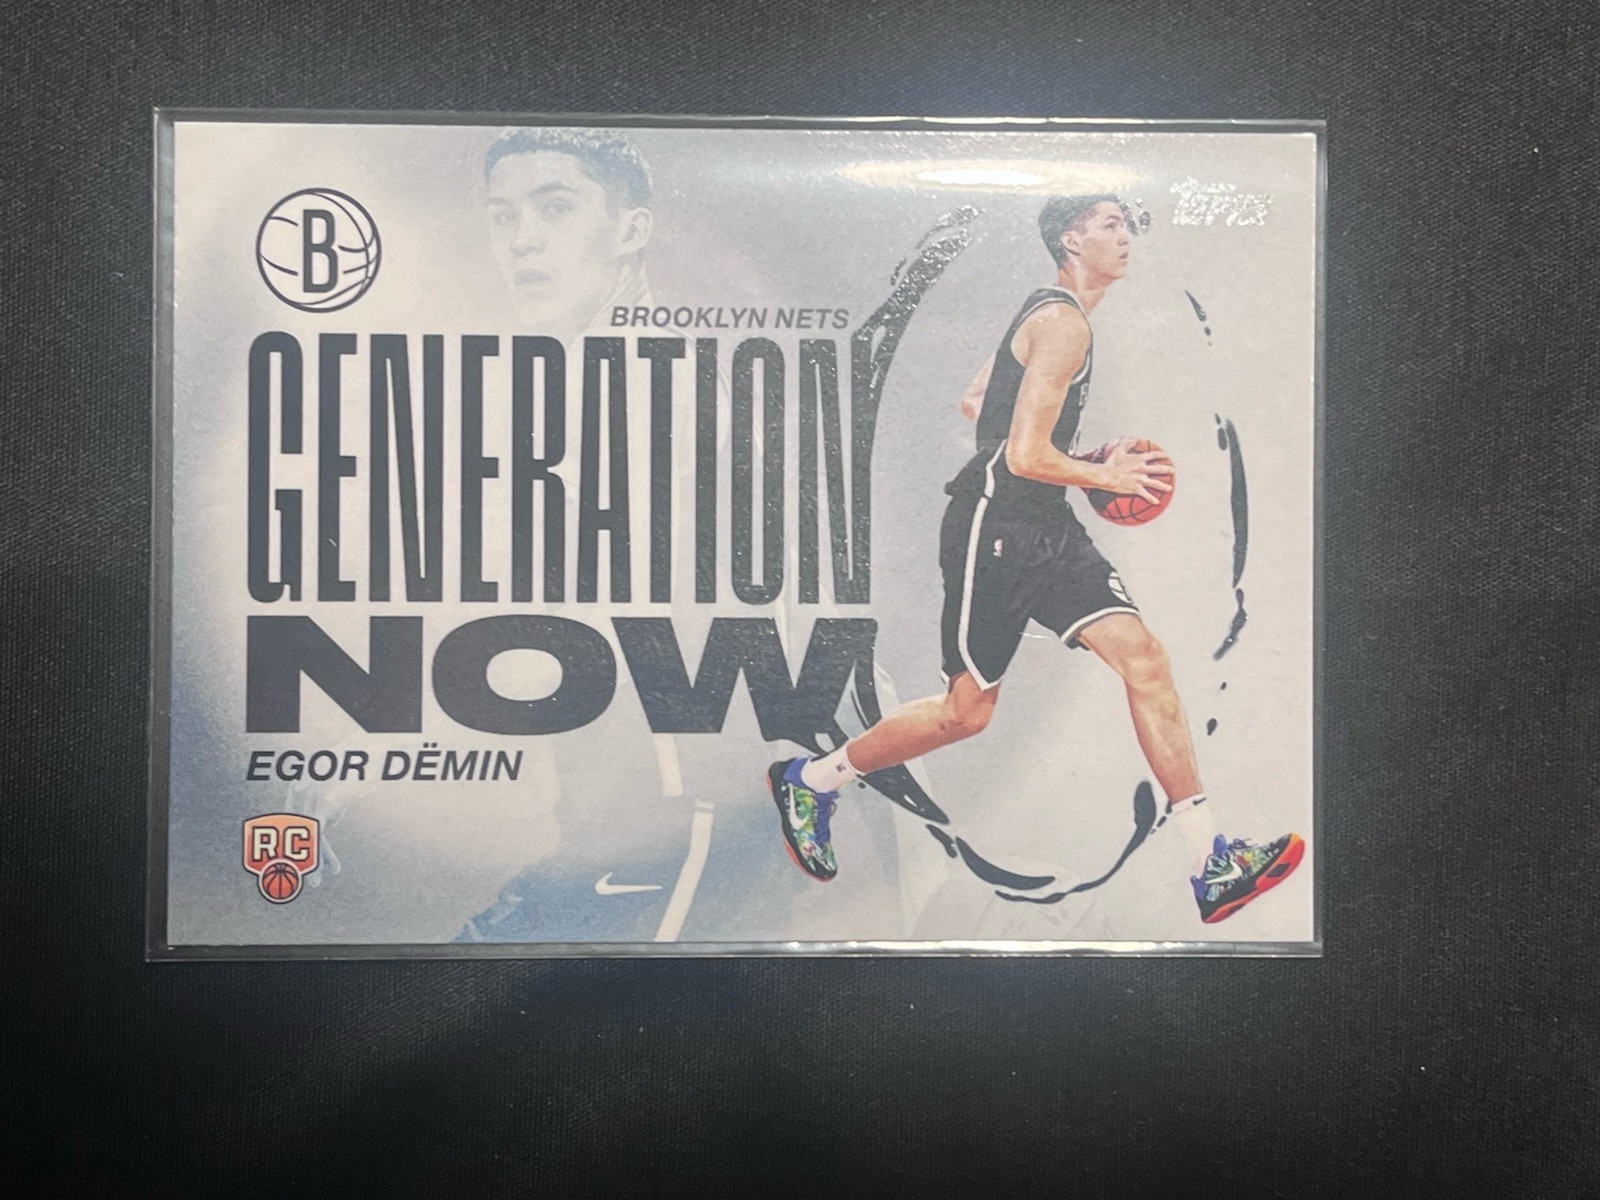 B
TOPPS
BROOKLYN NETS
GENERATION
NOW
EGOR DËMIN
RC